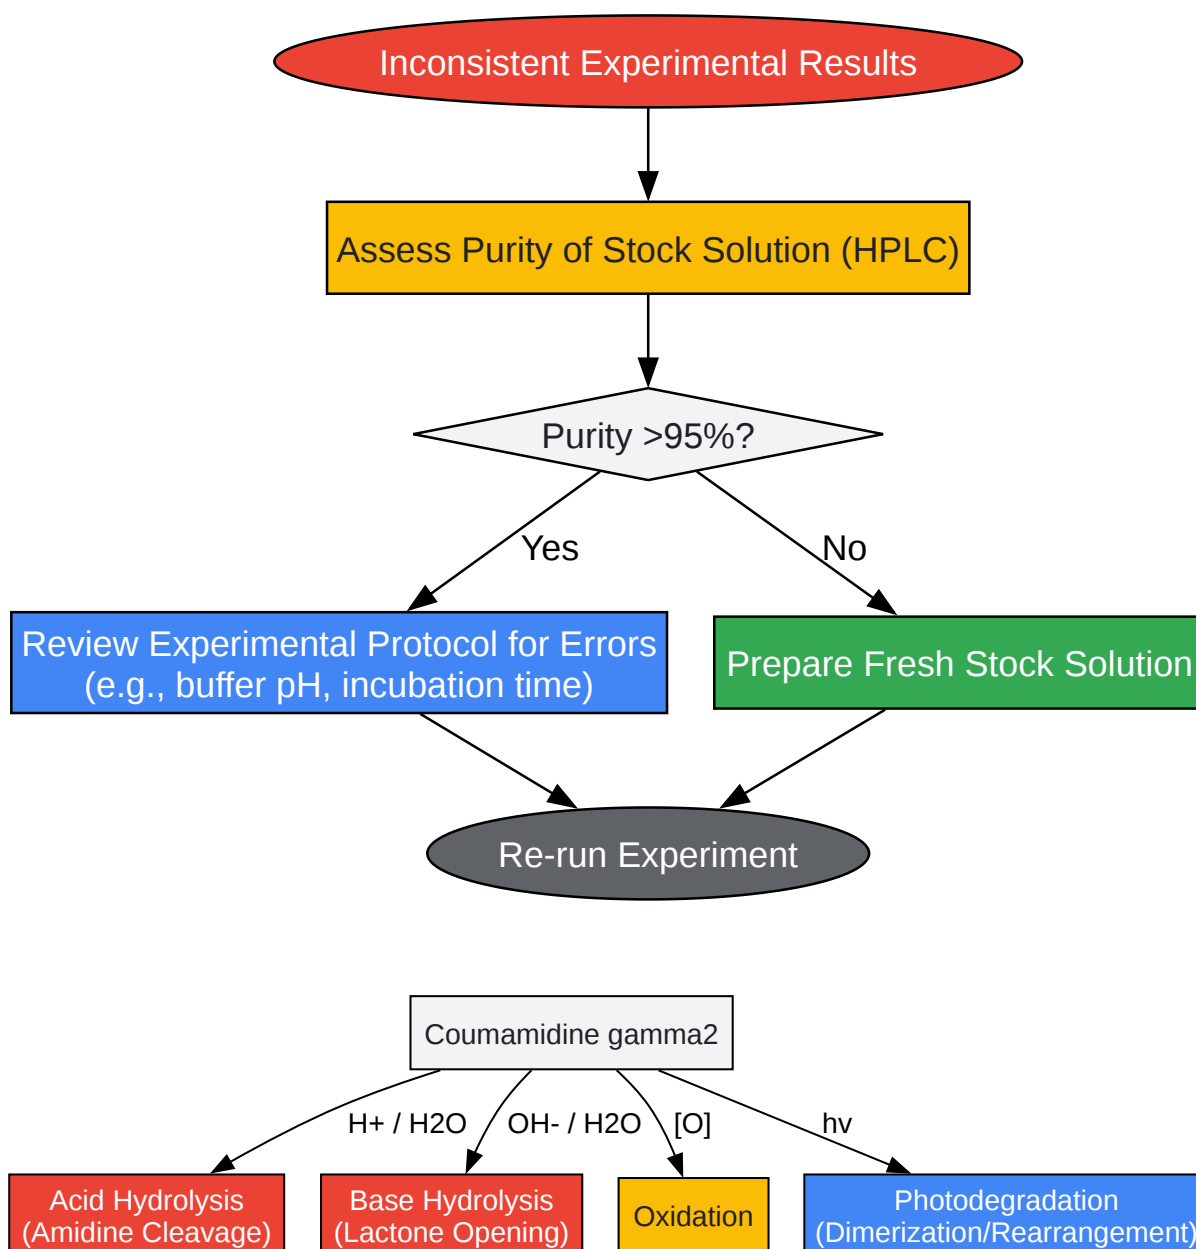 Inconsistent Experimental Results
Assess Purity of Stock Solution (HPLC)
Purity >95%?
Yes
No
Review Experimental Protocol for Errors
(e.g., buffer pH, incubation time)
Prepare Fresh Stock Solution
Re-run Experiment
Coumamidine gamma2
H+ / H2O
OH- / H2O
[O]
hv
Acid Hydrolysis
(Amidine Cleavage)
Base Hydrolysis
(Lactone Opening)
Oxidation
Photodegradation
(Dimerization/Rearrangement)